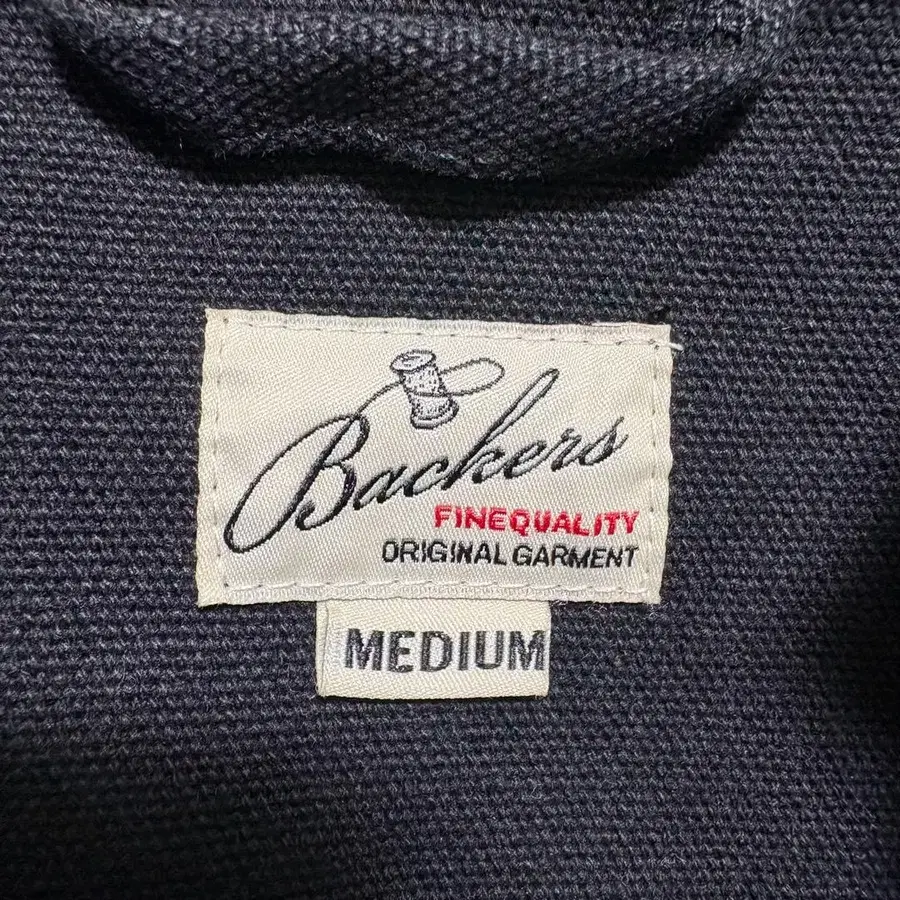 Backers
FINEQUALITY
ORIGINAL GARMENT
MEDIUM